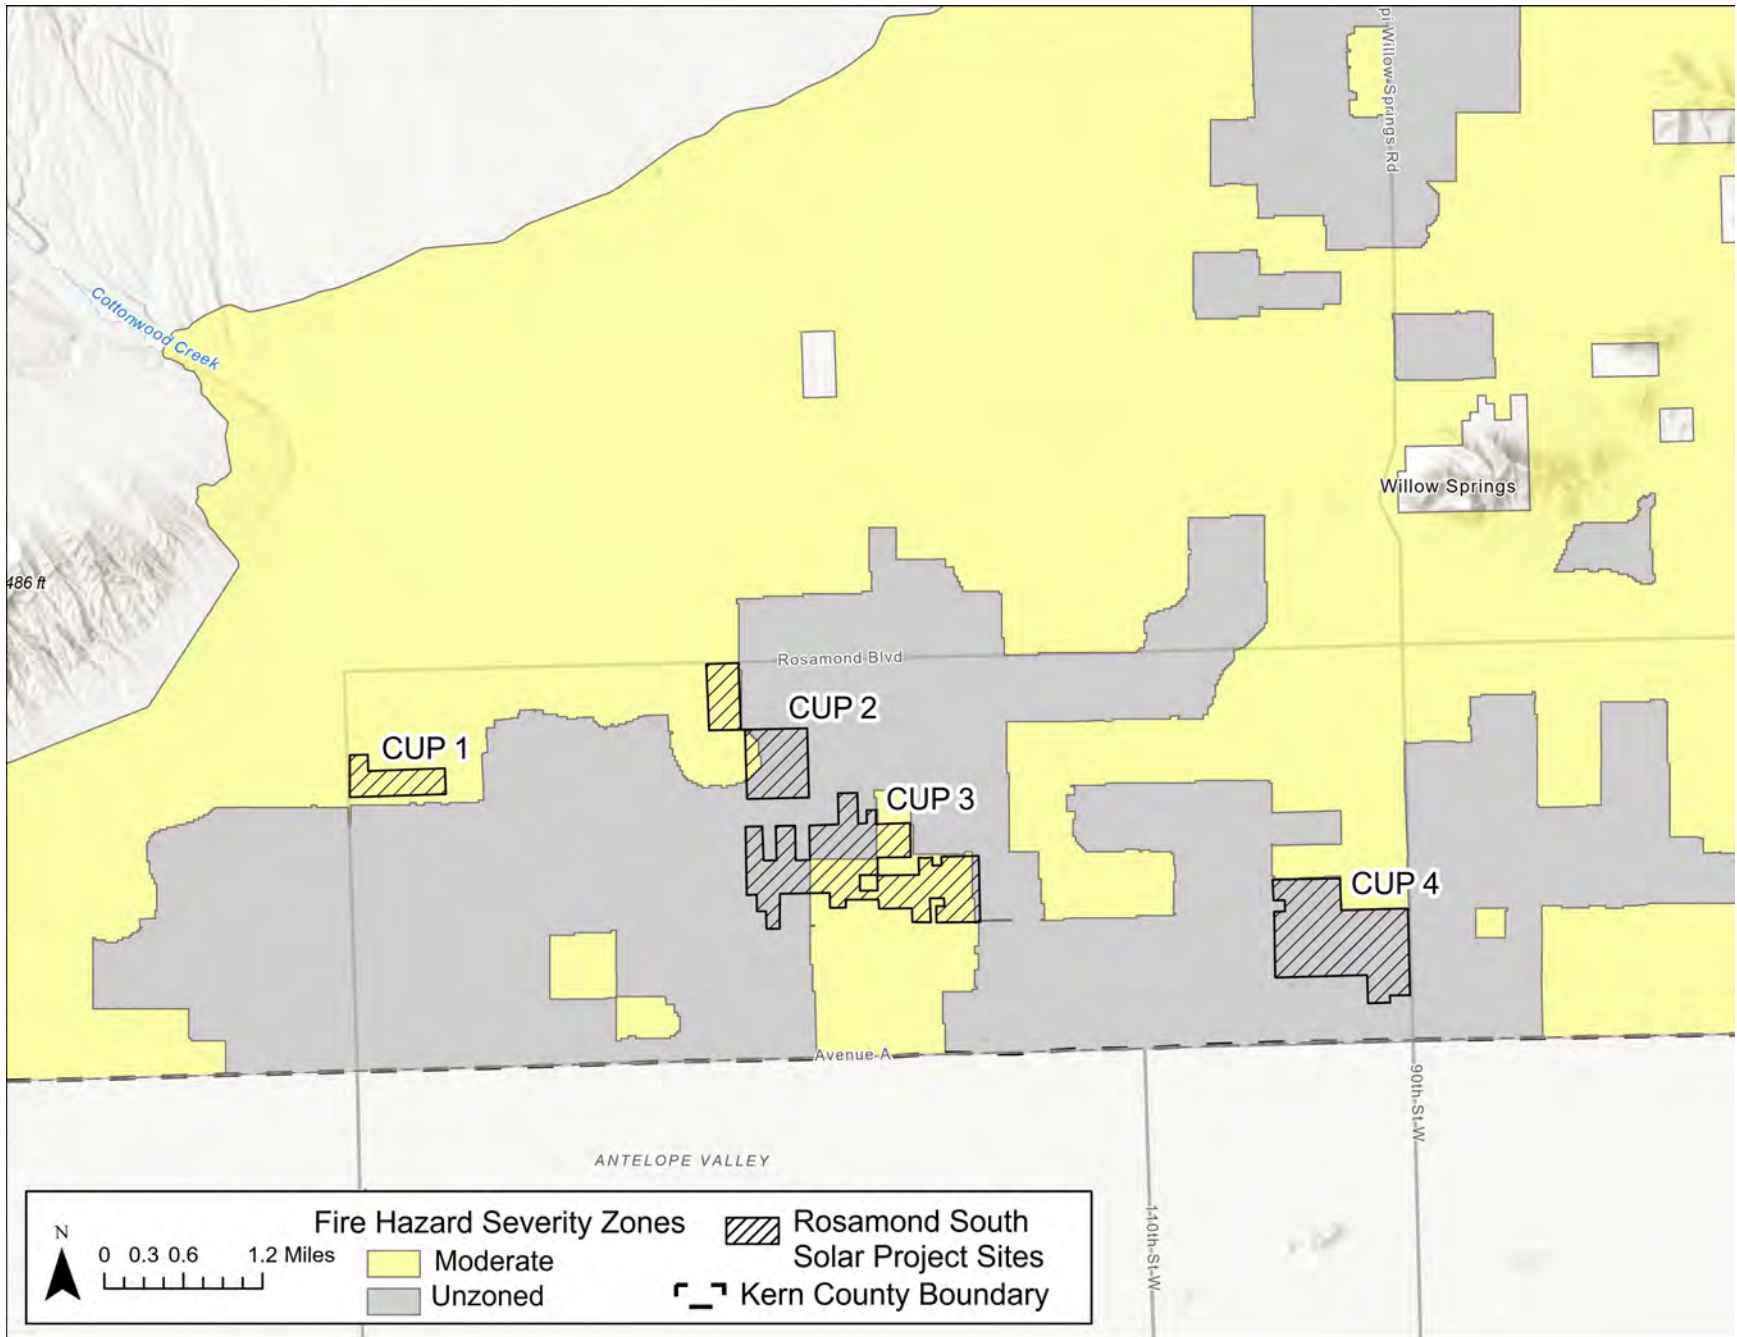 pi-Willow-Springs-Rd
Cottonwood Creek
Willow Springs
486 ft
Rosamond Blvd
CUP 2
CUP 1
CUP 3
CUP 4
Avenue A
90th-St-W
ANTELOPE VALLEY
110th-St-W
N
0 0.3 0.6 1.2 Miles
Fire Hazard Severity Zones
Moderate
Unzoned
Rosamond South
Solar Project Sites
Kern County Boundary